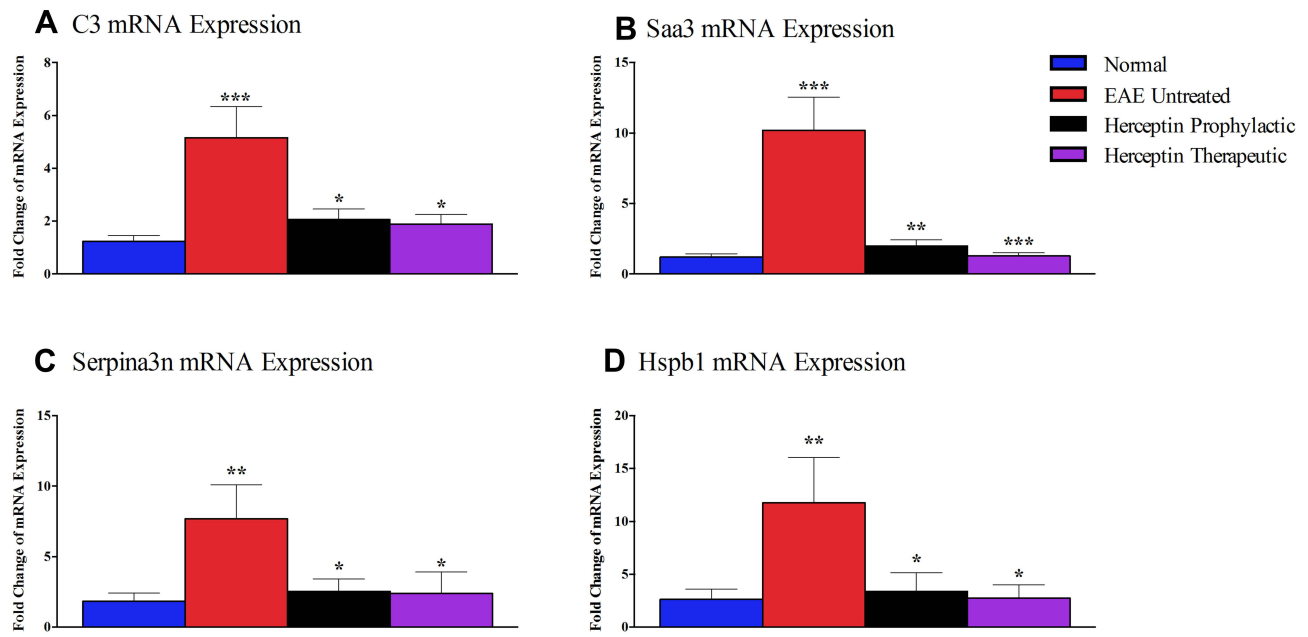 A C3 mRNA Expression
Fold Change of mRNA Expression
8
6
4
2
0
***
*
*
B Saa3 mRNA Expression
Fold Change of mRNA Expression
15
10
5
0
***
**
***
Normal
EAE Untreated
Herceptin Prophylactic
Herceptin Therapeutic
C Serpina3n mRNA Expression
Fold Change of mRNA Expression
15
10
5
0
**
*
*
D Hspb1 mRNA Expression
Fold Change of mRNA Expression
20
15
10
5
0
**
*
*